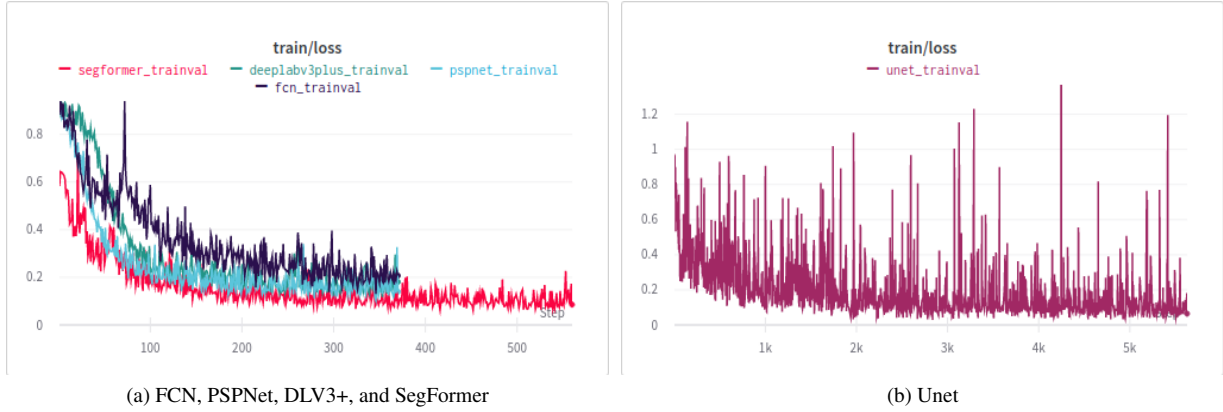 train/loss
segformer_trainval deeplabv3plus_trainval pspnet_trainval
fcn_trainval
0.8
0.6
0.4
0.2
0
Step
100 200 300 400 500
(a) FCN, PSPNet, DLV3+, and SegFormer
train/loss
unet_trainval
1.2
1
0.8
0.6
0.4
0.2
0
1k 2k 3k 4k 5k
(b) Unet